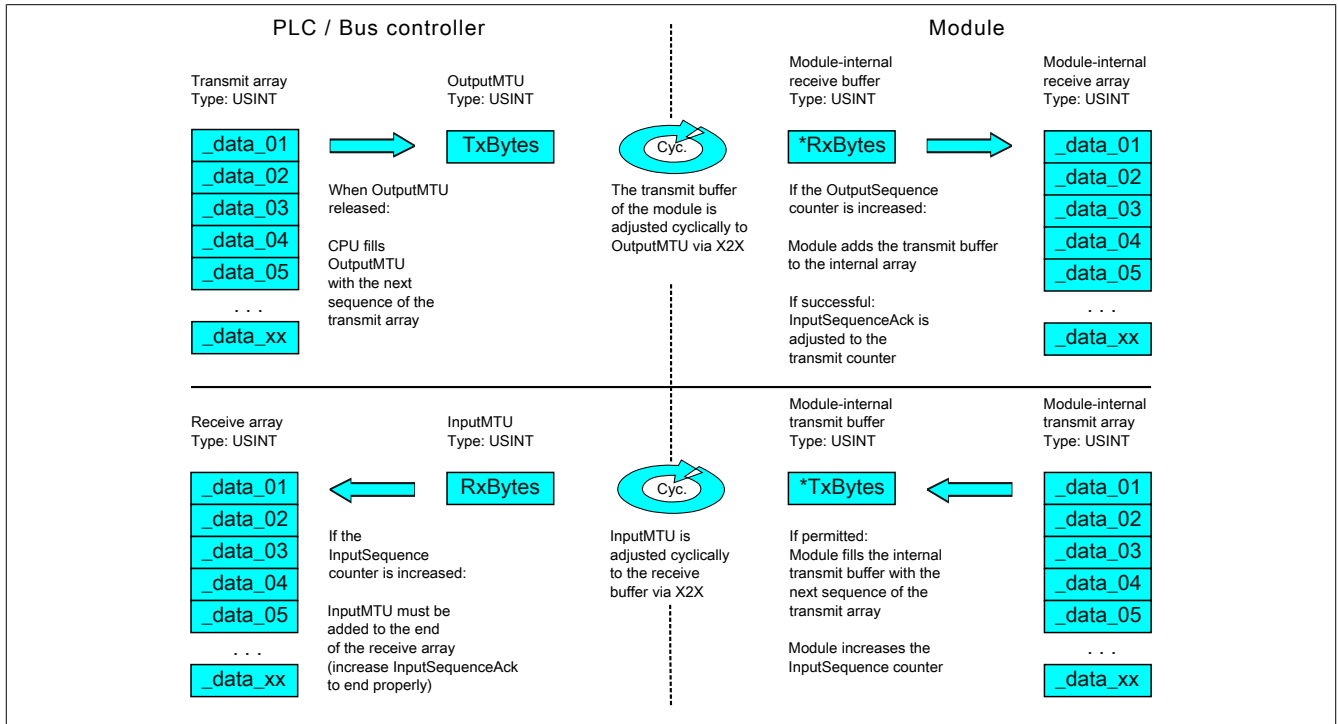 PLC / Bus controller
Module
Transmit array
Type: USINT
_data_01
_data_02
_data_03
_data_04
_data_05
. . .
_data_xx
OutputMTU
Type: USINT
TxBytes
When OutputMTU
released:
CPU fills
OutputMTU
with the next
sequence of the
transmit array
Cyc.
The transmit buffer
of the module is
adjusted cyclically to
OutputMTU via X2X
Module-internal
receive buffer
Type: USINT
*RxBytes
If the OutputSequence
counter is increased:
Module adds the transmit buffer
to the internal array
If successful:
InputSequenceAck is
adjusted to the
transmit counter
Module-internal
receive array
Type: USINT
_data_01
_data_02
_data_03
_data_04
_data_05
. . .
_data_xx
Receive array
Type: USINT
_data_01
_data_02
_data_03
_data_04
_data_05
. . .
_data_xx
InputMTU
Type: USINT
RxBytes
If the
InputSequence
counter is increased:
InputMTU must be
added to the end
of the receive array
(increase InputSequenceAck
to end properly)
Cyc.
InputMTU is
adjusted cyclically
to the receive
buffer via X2X
Module-internal
transmit buffer
Type: USINT
*TxBytes
If permitted:
Module fills the internal
transmit buffer with the
next sequence of the
transmit array
Module increases the
InputSequence counter
Module-internal
transmit array
Type: USINT
_data_01
_data_02
_data_03
_data_04
_data_05
. . .
_data_xx